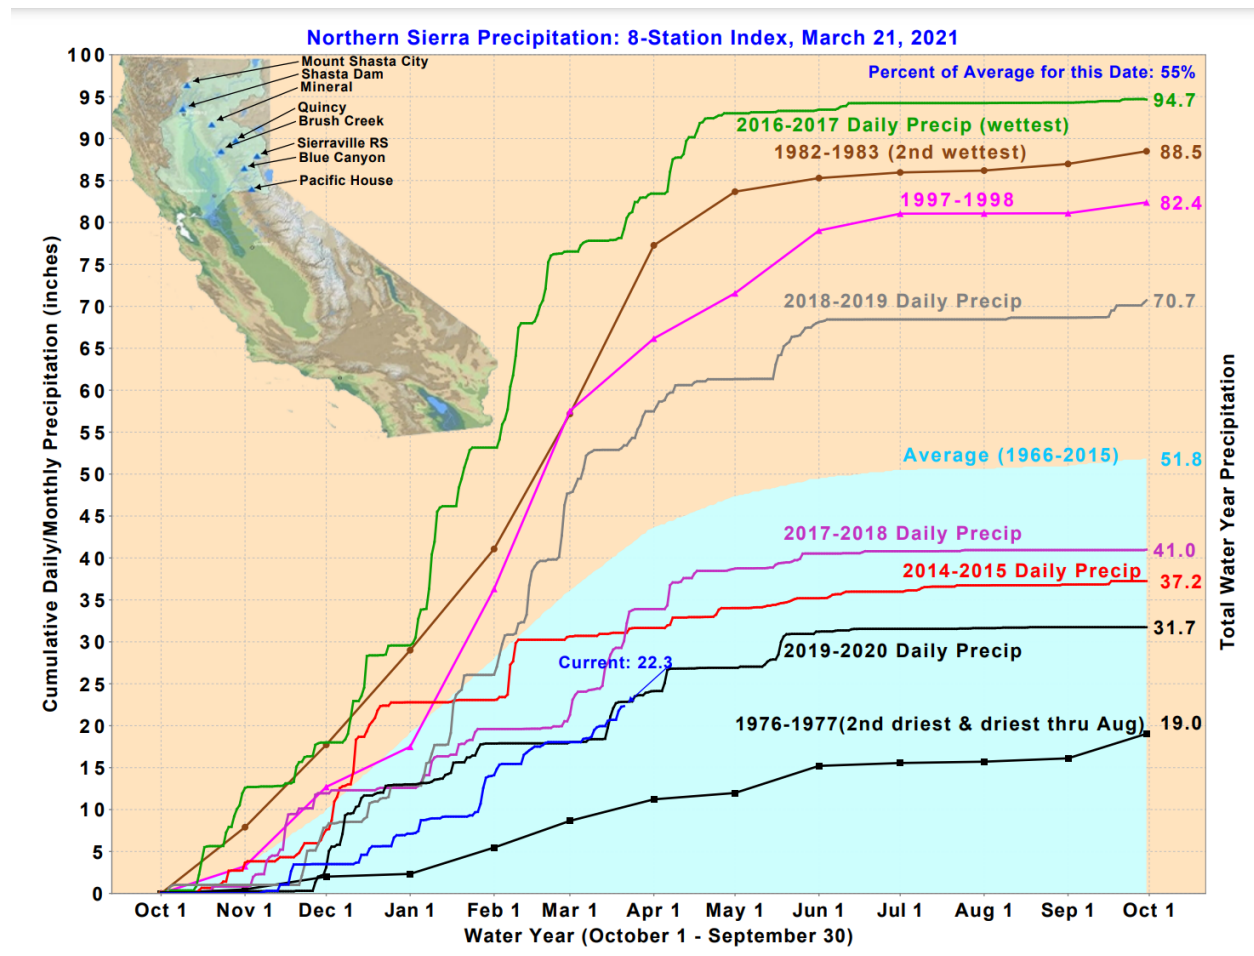 Northern Sierra Precipitation: 8-Station Index, March 21, 2021
Percent of Average for this Date: 55%
Mount Shasta City
Shasta Dam
Mineral
Quincy
Brush Creek
Sierraville RS
Blue Canyon
Pacific House
Cumulative Daily/Monthly Precipitation (inches)
100
95
90
85
80
75
70
65
60
55
50
45
40
35
30
25
20
15
10
5
0
2016-2017 Daily Precip (wettest)
94.7
1982-1983 (2nd wettest)
88.5
1997-1998
82.4
2018-2019 Daily Precip
70.7
Average (1966-2015)
51.8
2017-2018 Daily Precip
41.0
2014-2015 Daily Precip
37.2
31.7
2019-2020 Daily Precip
Current: 22.3
1976-1977(2nd driest & driest thru Aug)
19.0
Total Water Year Precipitation
Oct 1 Nov 1 Dec 1 Jan 1 Feb 1 Mar 1 Apr 1 May 1 Jun 1 Jul 1 Aug 1 Sep 1 Oct 1
Water Year (October 1 - September 30)